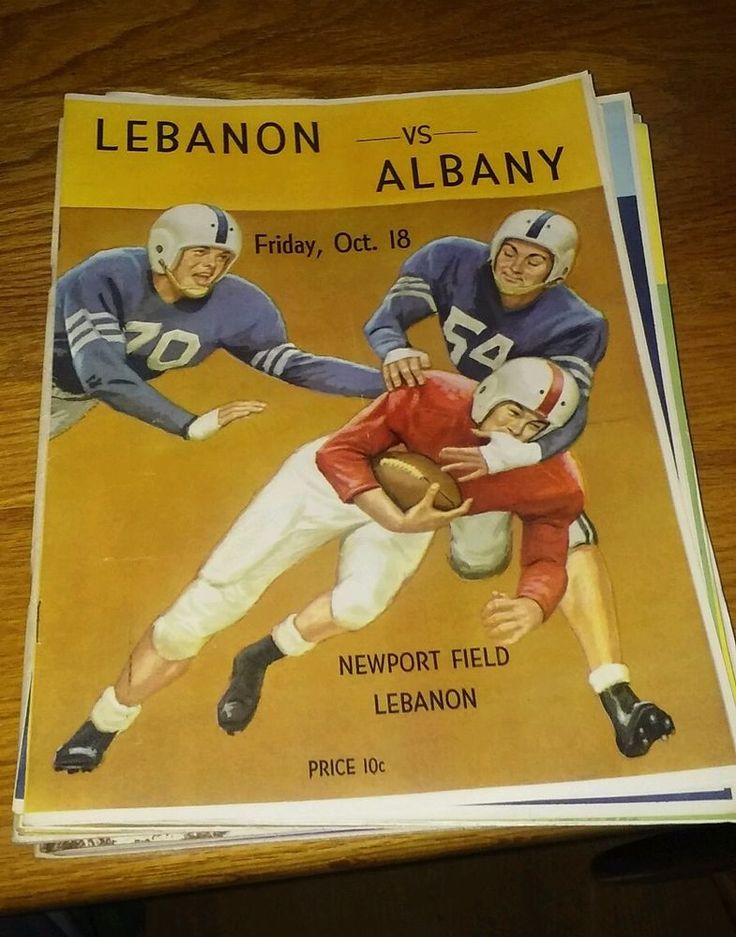 LEBANON —VS—
ALBANY
Friday, Oct. 18
70
54
NEWPORT FIELD
LEBANON
PRICE 10c